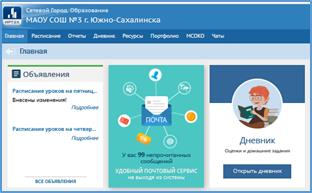 ИРТЕХ
Сетевой Город. Образование
МАОУ СОШ №3 г. Южно-Сахалинска
Главная Расписание Отчеты Дневник Ресурсы Портфолио МСОКО Чаты
Главная
Объявления
Расписание уроков на пятниц...
Внесены изменения!
Подробнее
Расписание уроков на четвер...
Подробнее
ВСЕ ОБЪЯВЛЕНИЯ
ПОЧТА
У вас 99 непрочитанных
сообщений
УДОБНЫЙ ПОЧТОВЫЙ СЕРВИС
НЕ ВЫХОДЯ ИЗ СИСТЕМЫ
Дневник
Оценки и домашние задания
Открыть дневник